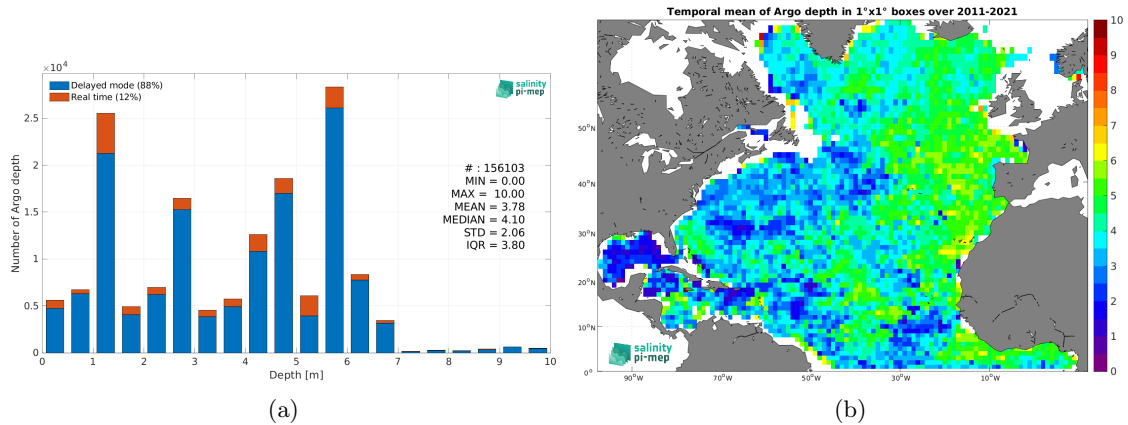 ×10⁴
Number of Argo depth
2.5
2
1.5
1
0.5
0
Delayed mode (88%)
Real time (12%)
salinity
pi-mep
# : 156103
MIN = 0.00
MAX = 10.00
MEAN = 3.78
MEDIAN = 4.10
STD = 2.06
IQR = 3.80
0 1 2 3 4 5 6 7 8 9 10
Depth [m]
(a)
Temporal mean of Argo depth in 1°x1° boxes over 2011-2021
50°N
40°N
30°N
20°N
10°N
0°
90°W 70°W 50°W 30°W 10°W
salinity
pi-mep
10
9
8
7
6
5
4
3
2
1
0
(b)